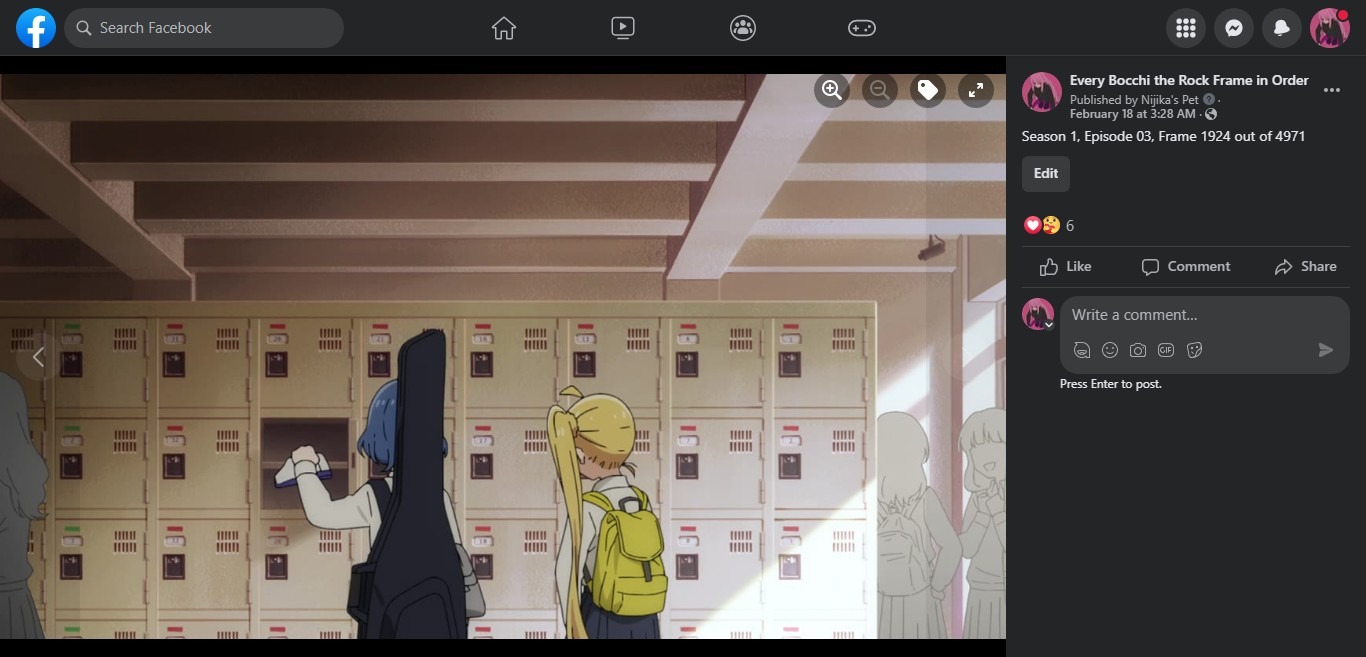 Search Facebook
Every Bocchi the Rock Frame in Order
Published by Nijika's Pet ·
February 18 at 3:28 AM ·
Season 1, Episode 03, Frame 1924 out of 4971
Edit
6
Like
Comment
Share
Write a comment...
GIF
Press Enter to post.